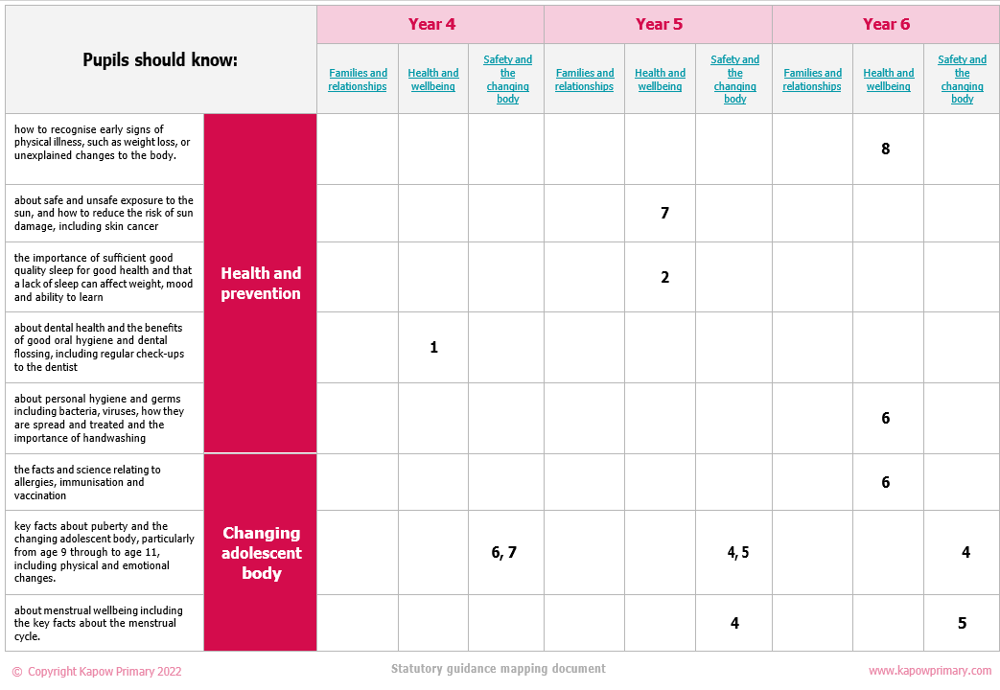 Pupils should know:
Year 4
Year 5
Year 6
Families and
relationships
Health and
wellbeing
Safety and
the
changing
body
Families and
relationships
Health and
wellbeing
Safety and
the
changing
body
Families and
relationships
Health and
wellbeing
Safety and
the
changing
body
how to recognise early signs of
physical illness, such as weight loss, or
unexplained changes to the body.
8
about safe and unsafe exposure to the
sun, and how to reduce the risk of sun
damage, including skin cancer
7
Health and
prevention
the importance of sufficient good
quality sleep for good health and that
a lack of sleep can affect weight, mood
and ability to learn
2
about dental health and the benefits
of good oral hygiene and dental
flossing, including regular check-ups
to the dentist
1
about personal hygiene and germs
including bacteria, viruses, how they
are spread and treated and the
importance of handwashing
6
the facts and science relating to
allergies, immunisation and
vaccination
6
Changing
adolescent
body
key facts about puberty and the
changing adolescent body, particularly
from age 9 through to age 11,
including physical and emotional
changes.
6, 7
4, 5
4
about menstrual wellbeing including
the key facts about the menstrual
cycle.
4
5
© Copyright Kapow Primary 2022
Statutory guidance mapping document
www.kapowprimary.com